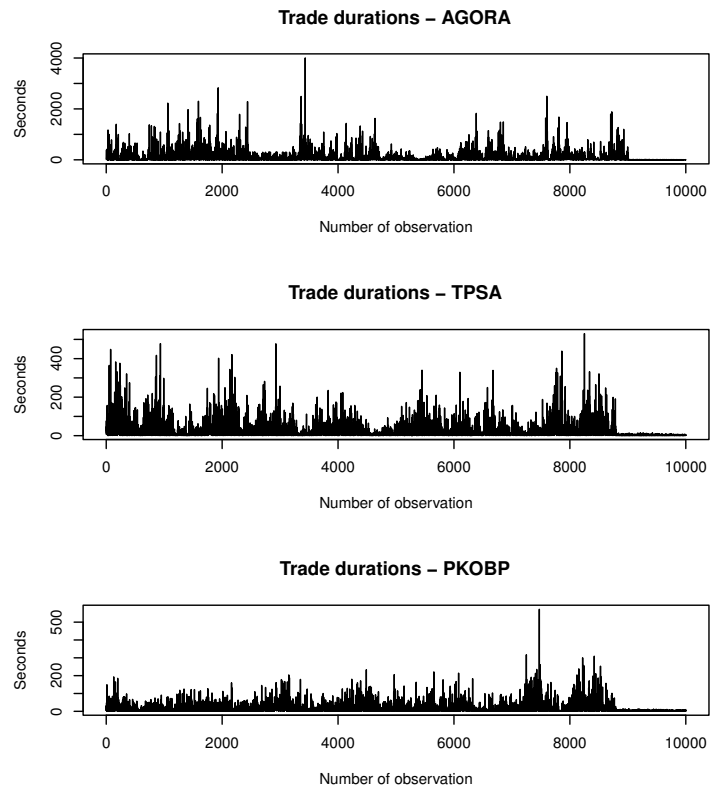 Trade durations − AGORA
Seconds
4000
2000
0
0 2000 4000 6000 8000 10000
Number of observation
Trade durations − TPSA
Seconds
400
200
0
0 2000 4000 6000 8000 10000
Number of observation
Trade durations − PKOBP
Seconds
500
200
0
0 2000 4000 6000 8000 10000
Number of observation